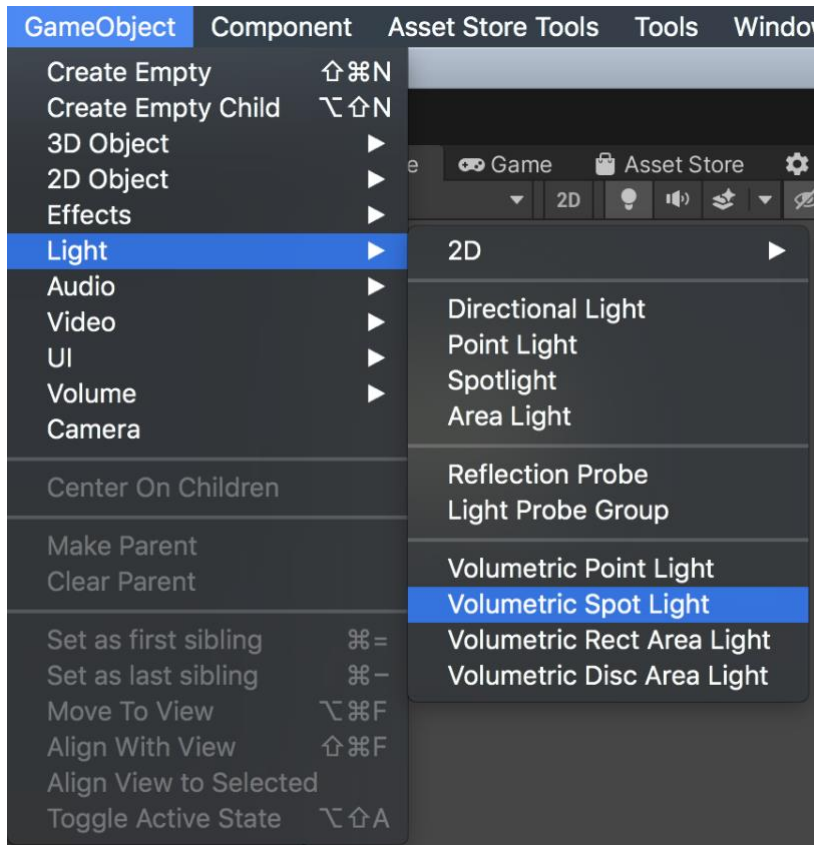 GameObject Component Asset Store Tools Tools Windo
Create Empty ⇧⌘N
Create Empty Child ⌥⇧N
3D Object ▶
2D Object ▶
Effects ▶
Light ▶
Audio ▶
Video ▶
UI ▶
Volume ▶
Camera
Center On Children
Make Parent
Clear Parent
Set as first sibling ⌘=
Set as last sibling ⌘−
Move To View ⌥⌘F
Align With View ⇧⌘F
Align View to Selected
Toggle Active State ⌥⇧A
e Game Asset Store
2D
2D ▶
Directional Light
Point Light
Spotlight
Area Light
Reflection Probe
Light Probe Group
Volumetric Point Light
Volumetric Spot Light
Volumetric Rect Area Light
Volumetric Disc Area Light